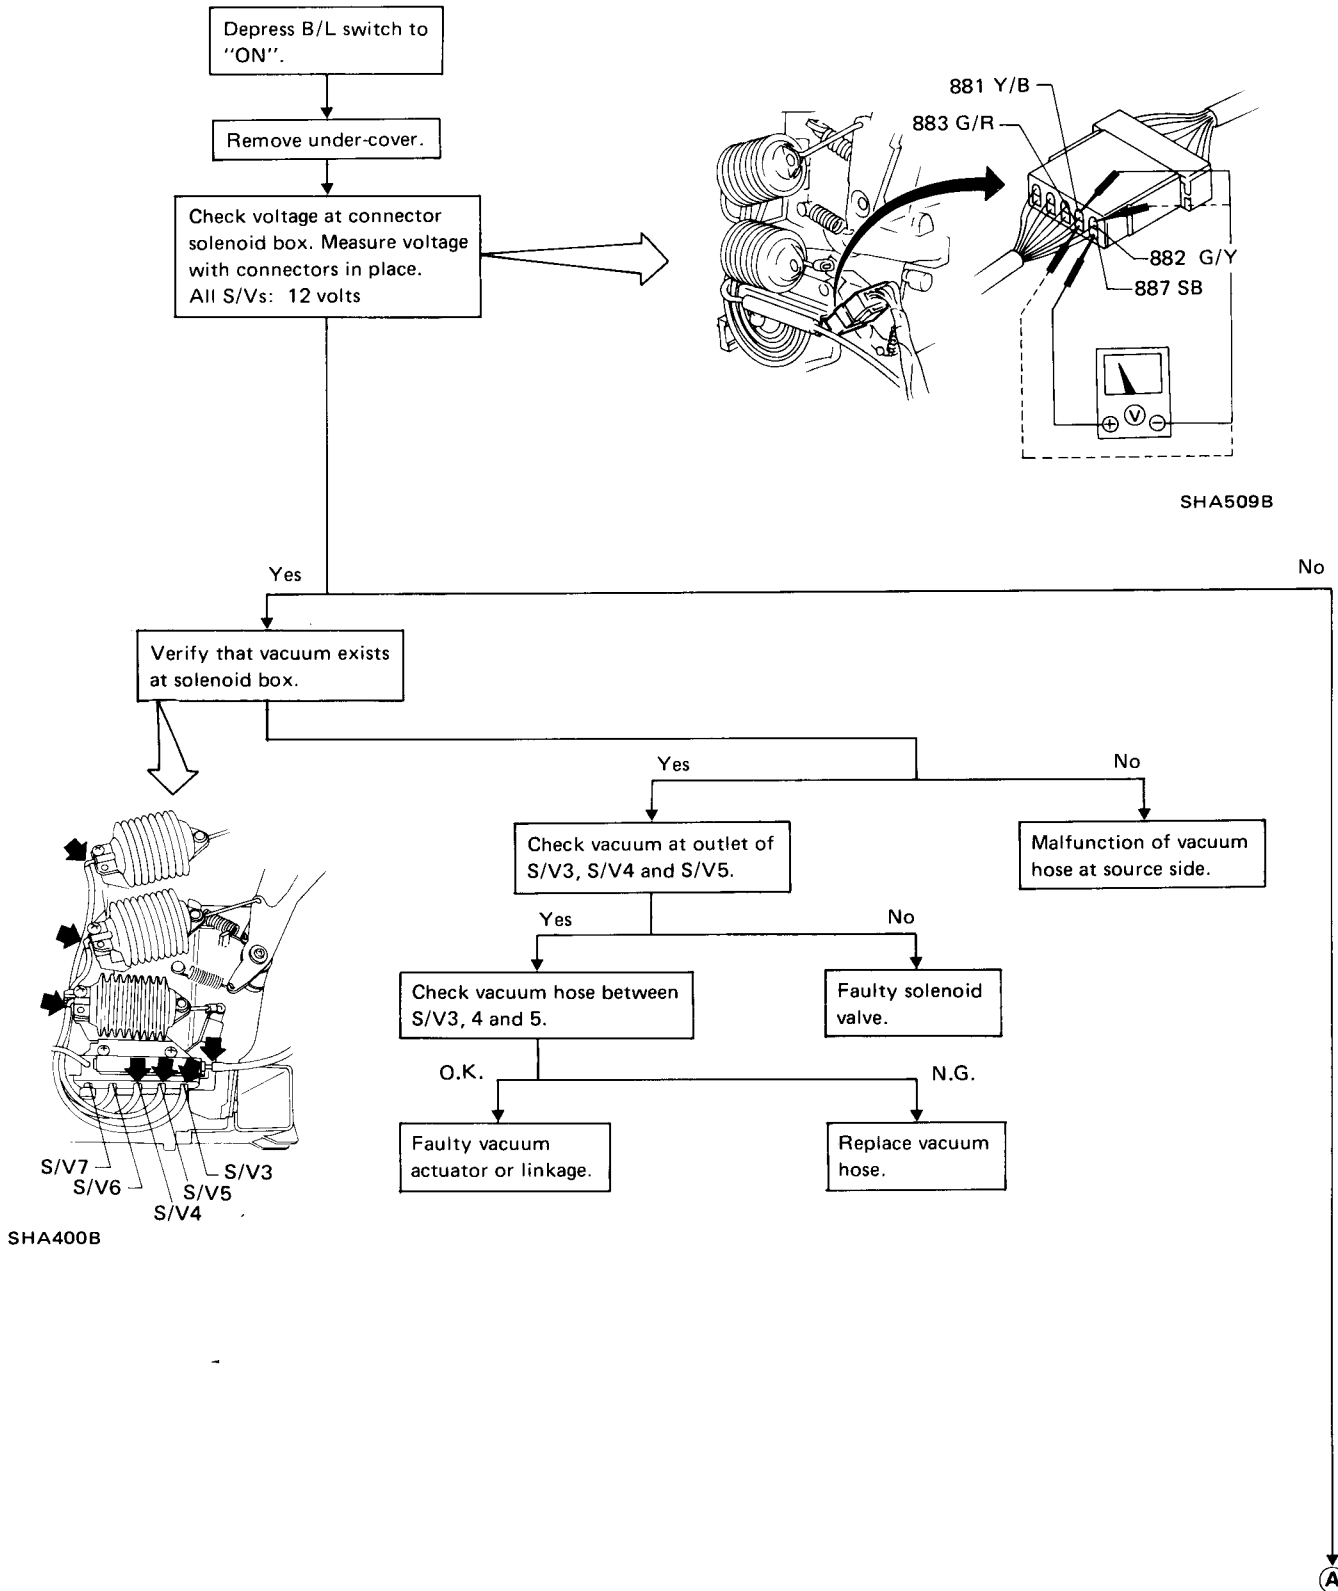 Depress B/L switch to
"ON".
Remove under-cover.
Check voltage at connector
solenoid box. Measure voltage
with connectors in place.
All S/Vs: 12 volts
881 Y/B
883 G/R
882 G/Y
887 SB
V
+
−
SHA509B
Yes
No
Verify that vacuum exists
at solenoid box.
Yes
No
Check vacuum at outlet of
S/V3, S/V4 and S/V5.
Malfunction of vacuum
hose at source side.
Yes
No
Check vacuum hose between
S/V3, 4 and 5.
Faulty solenoid
valve.
O.K.
N.G.
Faulty vacuum
actuator or linkage.
Replace vacuum
hose.
S/V7
S/V6
S/V4
S/V5
S/V3
SHA400B
A